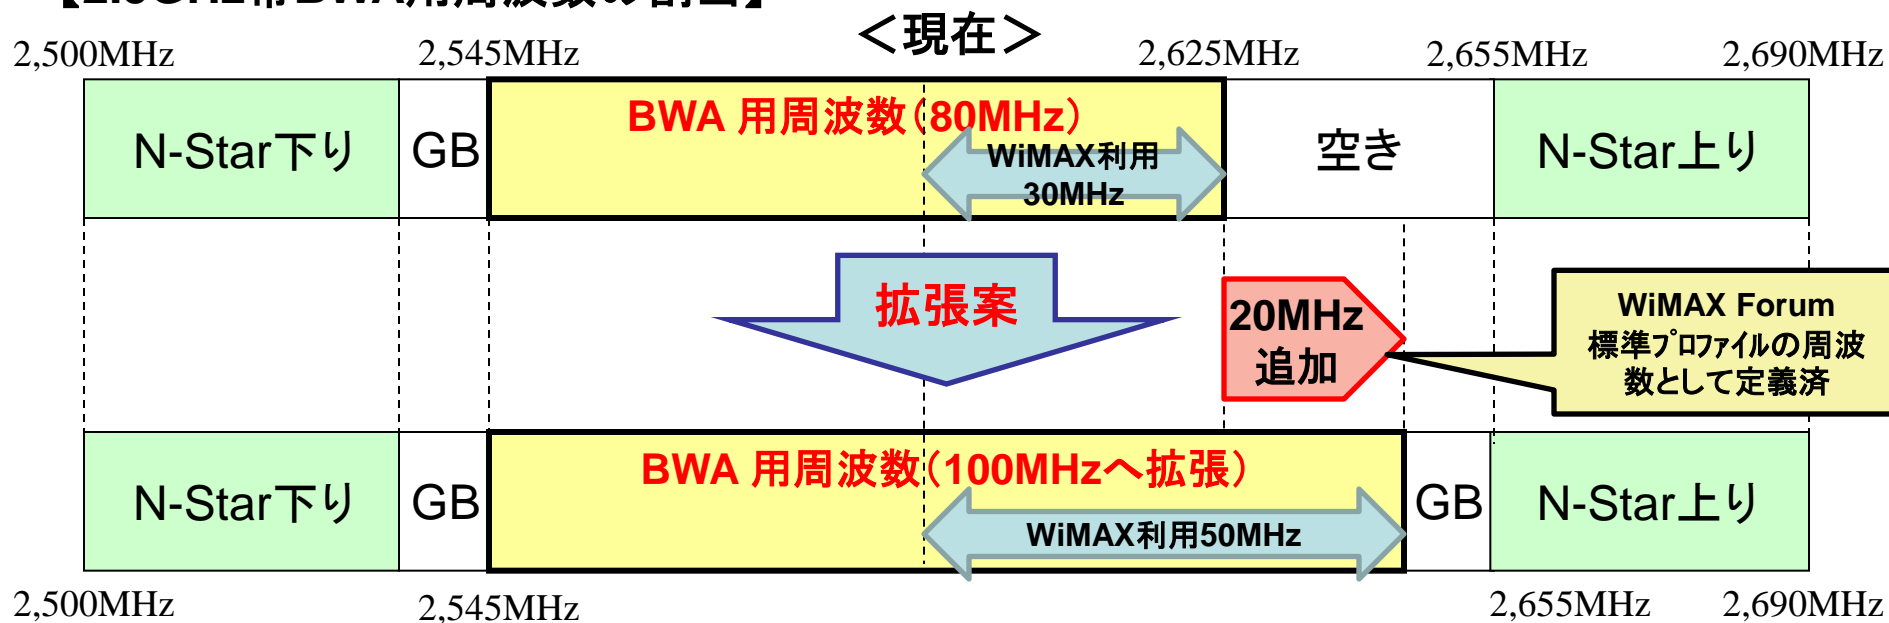 ＜現在＞
2,500MHz
2,545MHz
2,625MHz
2,655MHz
2,690MHz
N-Star下り
GB
BWA 用周波数（80MHz）
WiMAX利用
30MHz
空き
N-Star上り
拡張案
20MHz
追加
WiMAX Forum
標準ﾌﾟﾛﾌｧｲﾙの周波
数として定義済
N-Star下り
GB
BWA 用周波数（100MHzへ拡張）
WiMAX利用50MHz
GB
N-Star上り
2,500MHz
2,545MHz
2,655MHz
2,690MHz